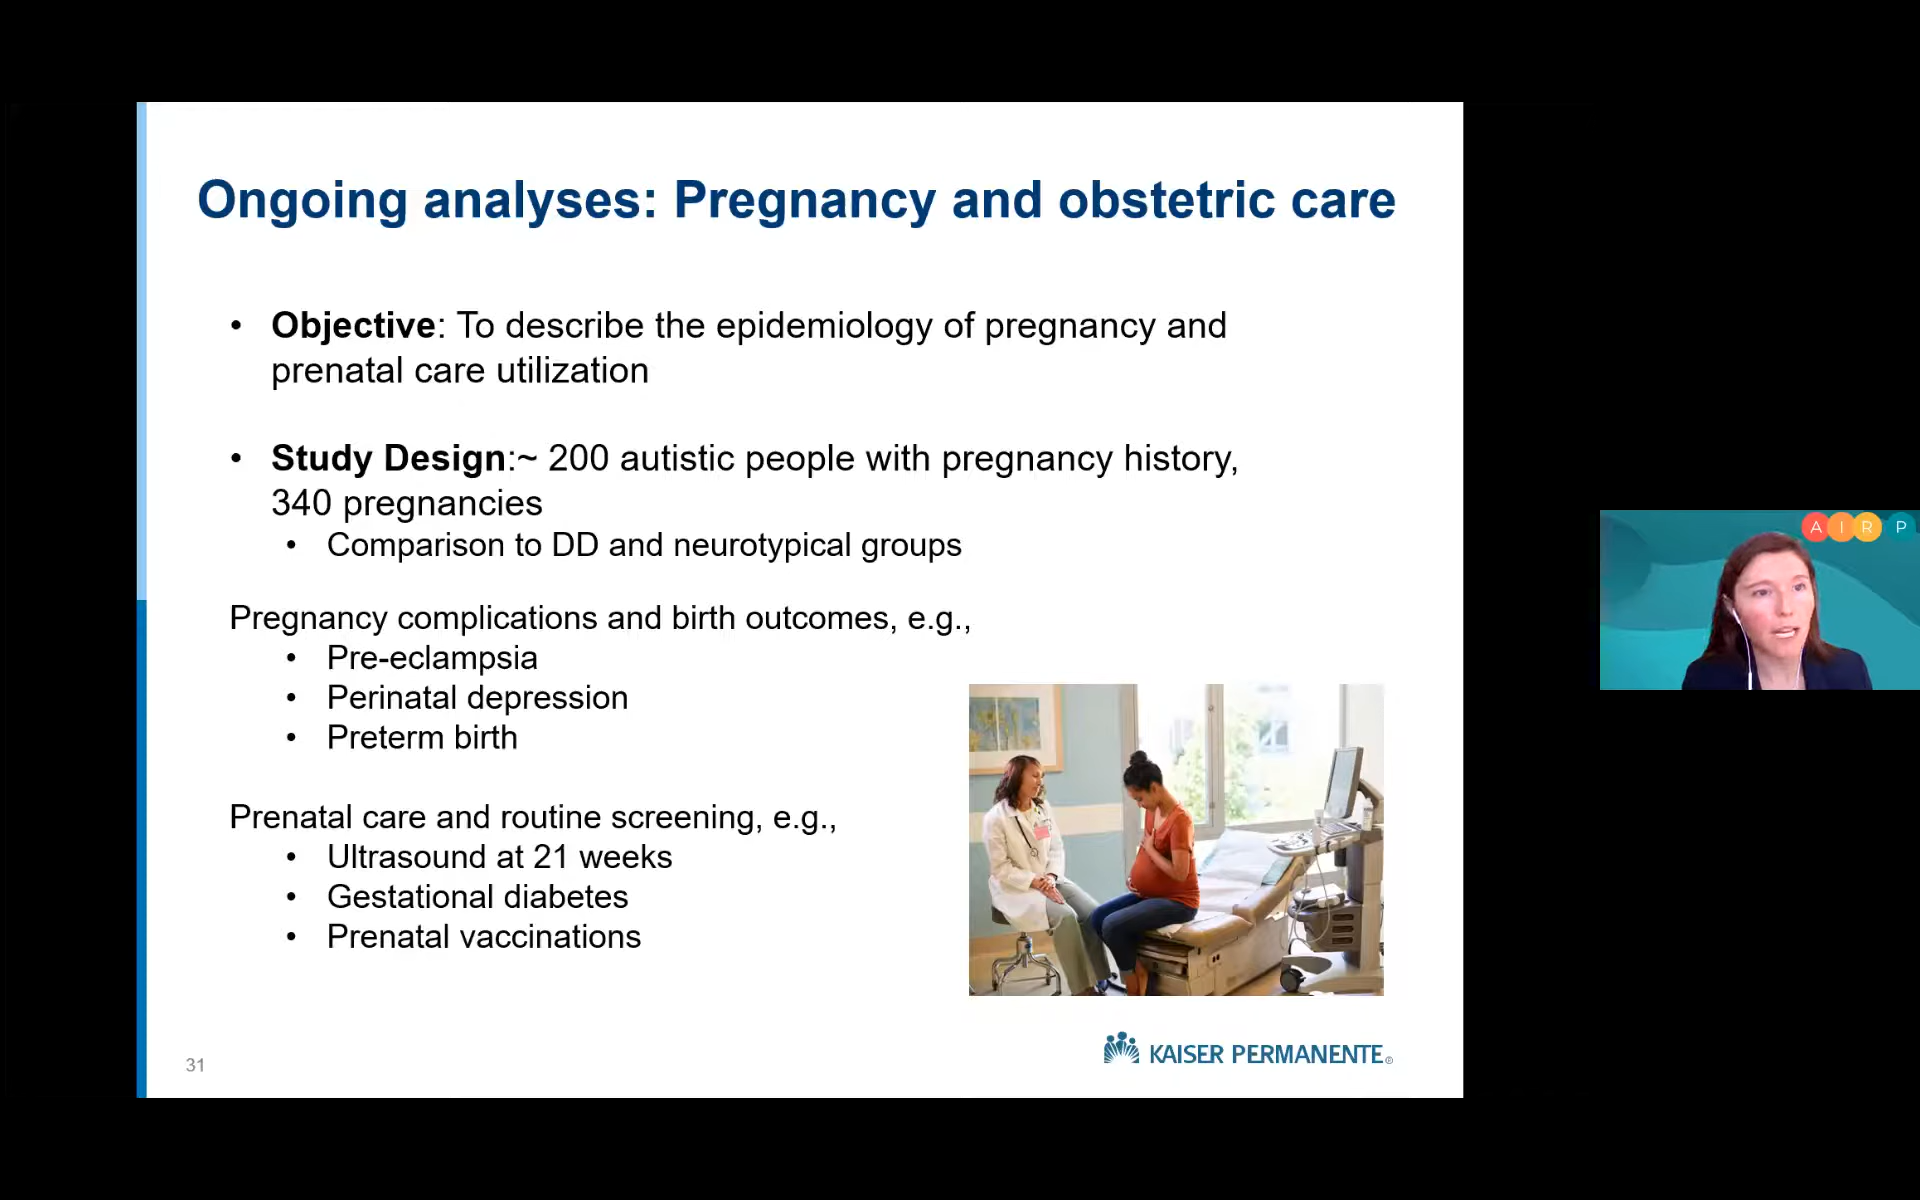 Ongoing analyses: Pregnancy and obstetric care
• Objective: To describe the epidemiology of pregnancy and
prenatal care utilization
• Study Design:~ 200 autistic people with pregnancy history,
340 pregnancies
• Comparison to DD and neurotypical groups
Pregnancy complications and birth outcomes, e.g.,
• Pre-eclampsia
• Perinatal depression
• Preterm birth
Prenatal care and routine screening, e.g.,
• Ultrasound at 21 weeks
• Gestational diabetes
• Prenatal vaccinations
31
KAISER PERMANENTE®
A I R P